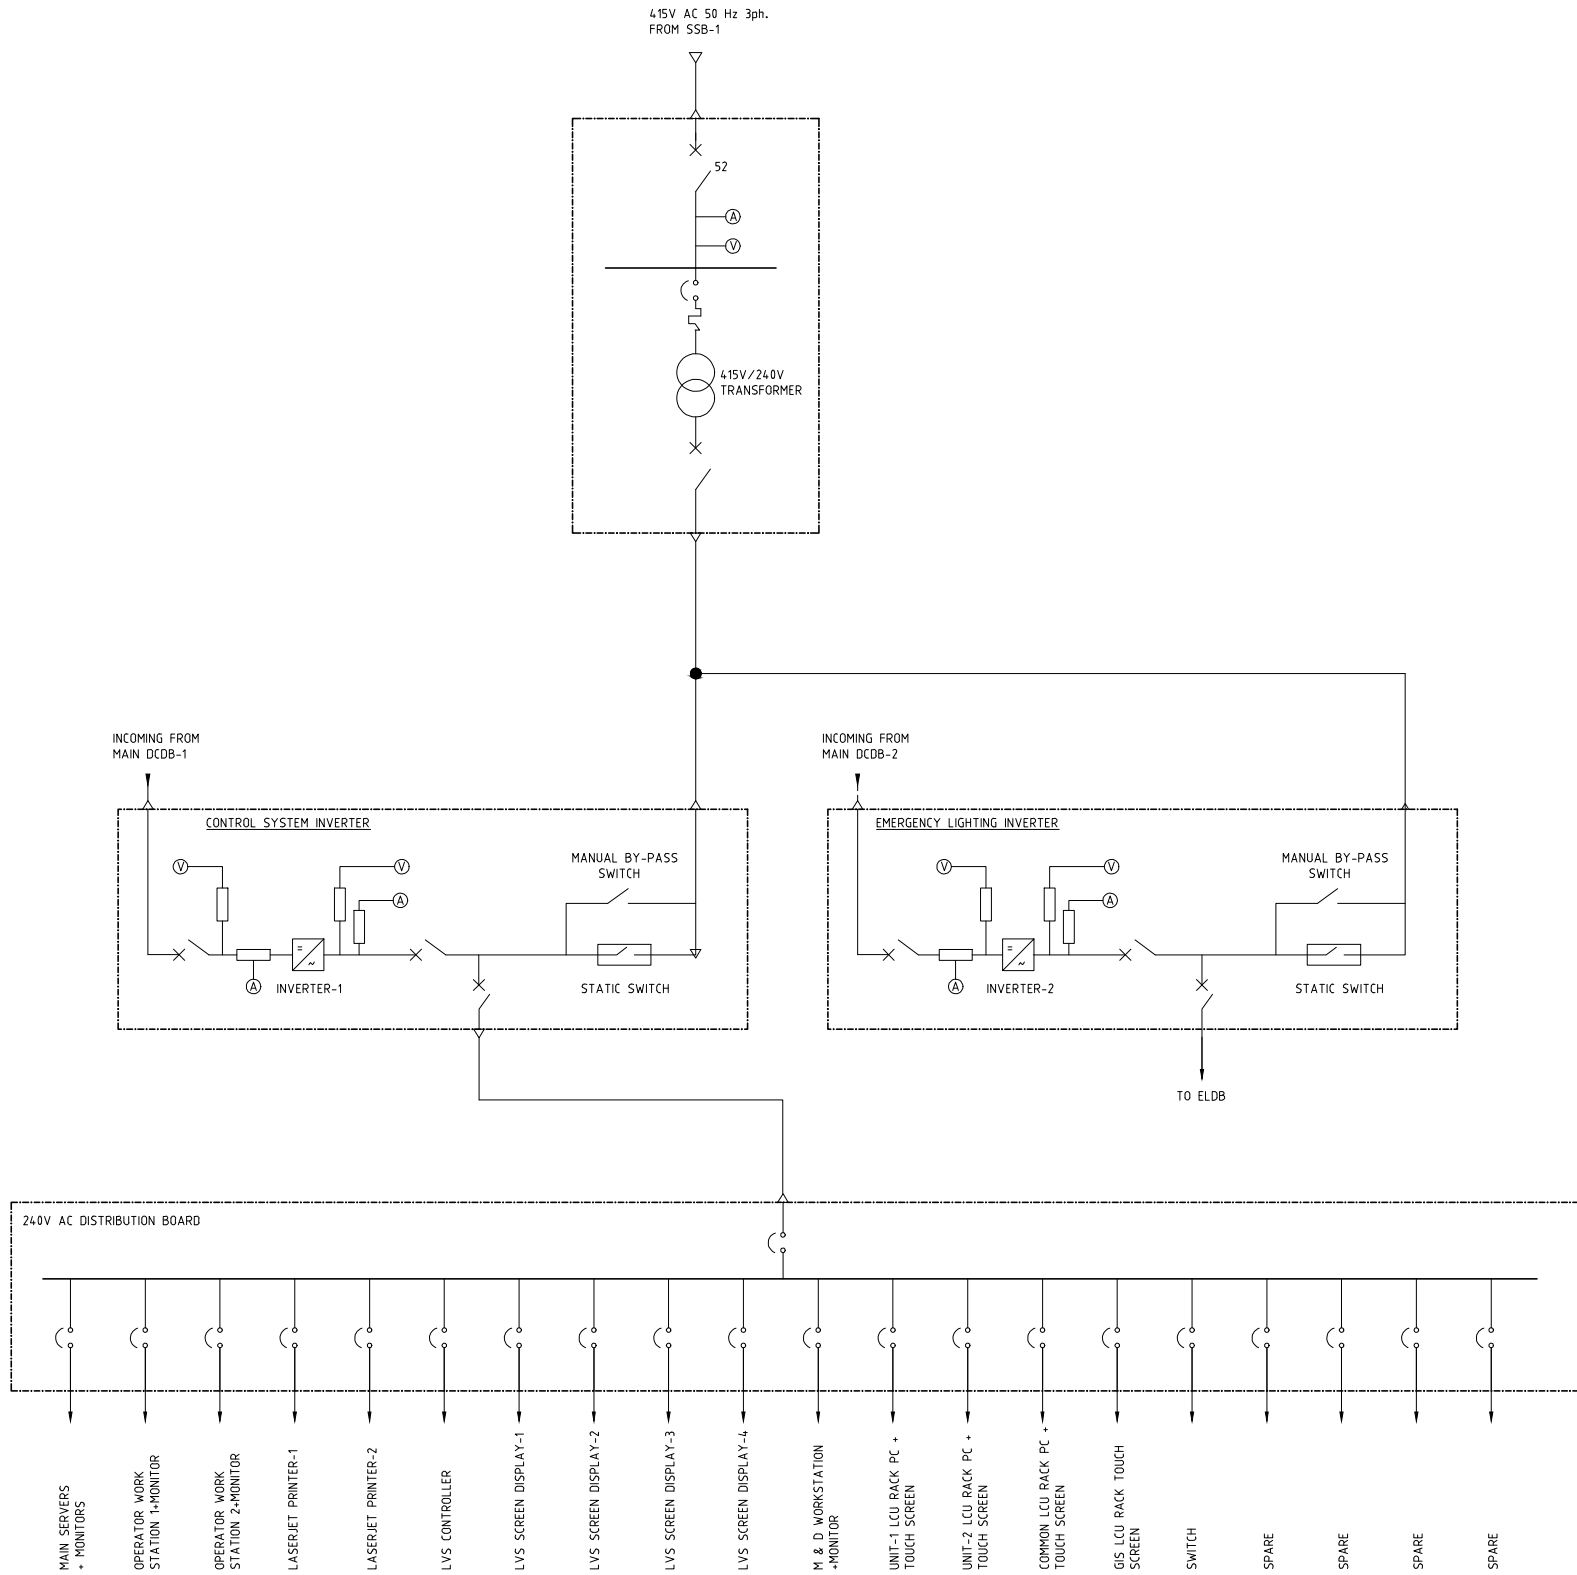 415V AC 50 Hz 3ph.
FROM SSB-1
52
A
V
415V/240V
TRANSFORMER
INCOMING FROM
MAIN DCDB-1
INCOMING FROM
MAIN DCDB-2
CONTROL SYSTEM INVERTER
V
V
A
MANUAL BY-PASS
SWITCH
=
~
A
INVERTER-1
STATIC SWITCH
EMERGENCY LIGHTING INVERTER
V
V
A
MANUAL BY-PASS
SWITCH
=
~
A
INVERTER-2
STATIC SWITCH
TO ELDB
240V AC DISTRIBUTION BOARD
MAIN SERVERS
+ MONITORS
OPERATOR WORK
STATION 1+MONITOR
OPERATOR WORK
STATION 2+MONITOR
LASERJET PRINTER-1
LASERJET PRINTER-2
LVS CONTROLLER
LVS SCREEN DISPLAY-1
LVS SCREEN DISPLAY-2
LVS SCREEN DISPLAY-3
LVS SCREEN DISPLAY-4
M & D WORKSTATION
+MONITOR
UNIT-1 LCU RACK PC +
TOUCH SCREEN
UNIT-2 LCU RACK PC +
TOUCH SCREEN
COMMON LCU RACK PC +
TOUCH SCREEN
GIS LCU RACK TOUCH
SCREEN
SWITCH
SPARE
SPARE
SPARE
SPARE